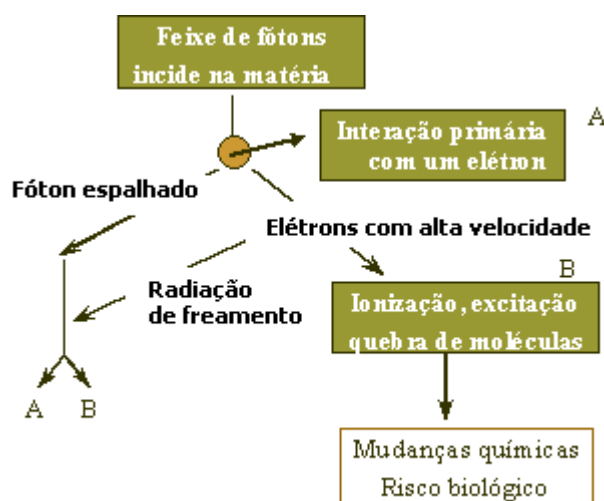 Feixe de fõtons
incide na matéria
A
Interação primária
com um elétron
Fóton espalhado
Elétrons com alta velocidade
B
Radiação
de freamento
Ionização, excitação
quebra de moléculas
A B
Mudanças químicas
Risco biológico